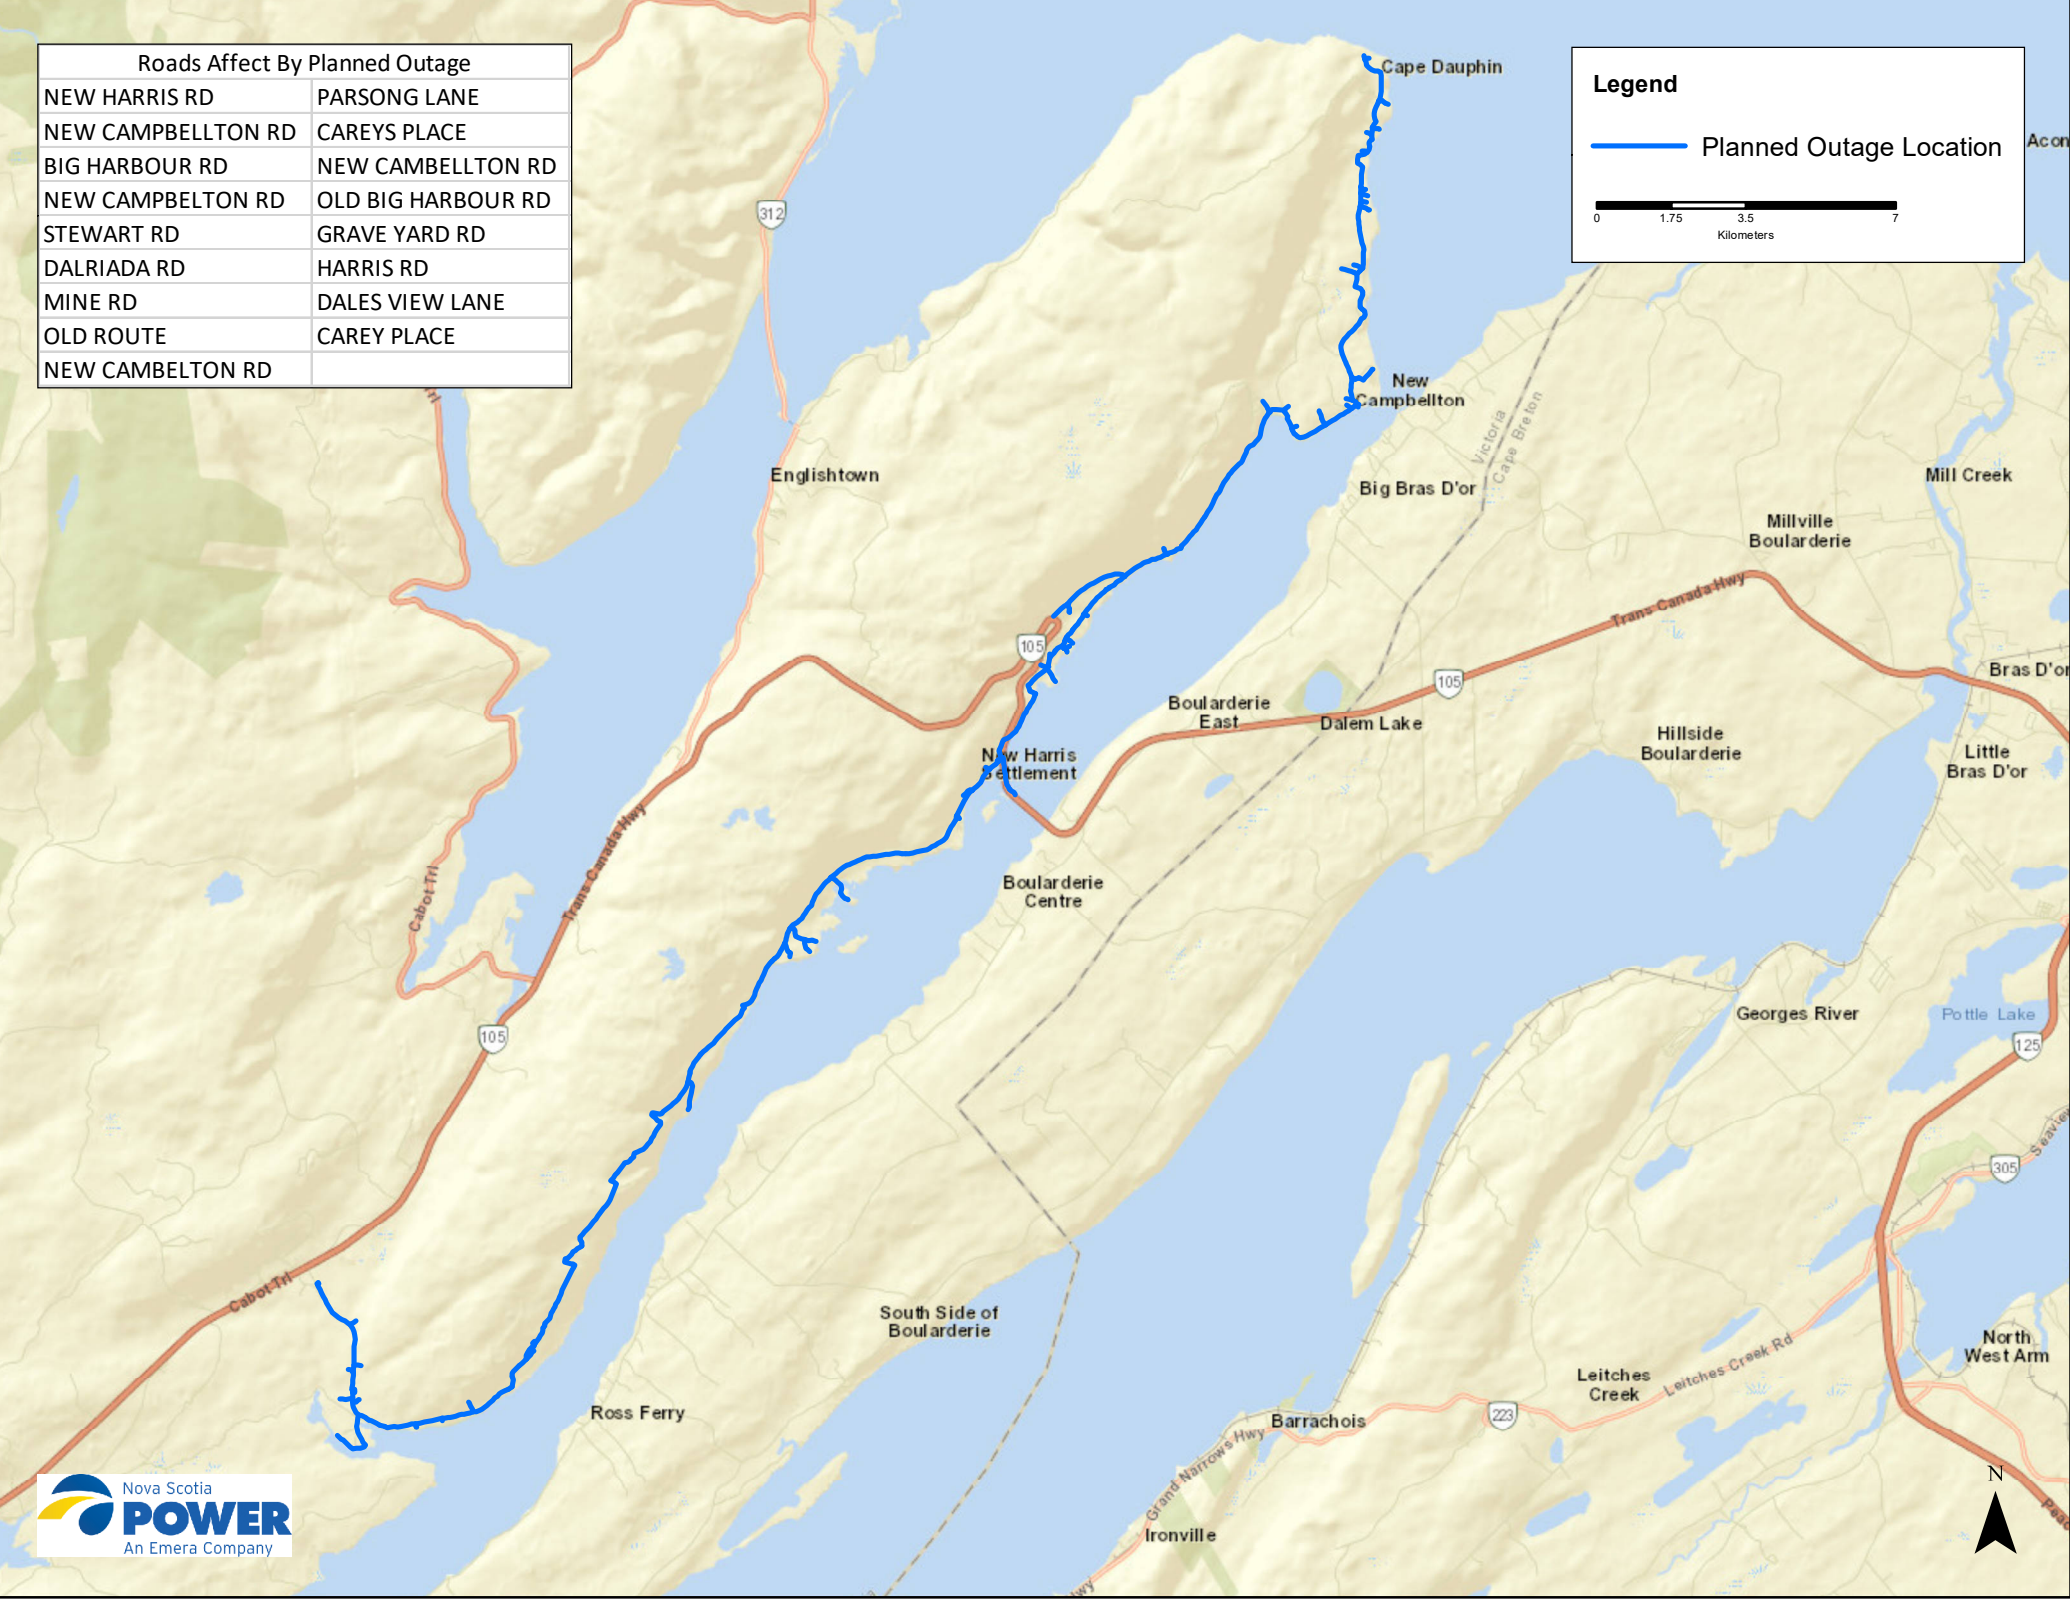 Roads Affect By Planned Outage
NEW HARRIS RD PARSONG LANE
NEW CAMPBELLTON RD CAREYS PLACE
BIG HARBOUR RD NEW CAMBELLTON RD
NEW CAMPBELTON RD OLD BIG HARBOUR RD
STEWART RD GRAVE YARD RD
DALRIADA RD HARRIS RD
MINE RD DALES VIEW LANE
OLD ROUTE CAREY PLACE
NEW CAMBELTON RD
Legend
Planned Outage Location
0 1.75 3.5 7
Kilometers
Cape Dauphin
312
New
Campbellton
Victoria
Cape Breton
Englishtown
Big Bras D'or
Mill Creek
Millville
Boularderie
Trans Canada Hwy
105
Bras D'or
105
Boularderie
East
Dalem Lake
Hillside
Boularderie
Little
Bras D'or
New Harris
Settlement
Trans Canada Hwy
Cabot Trl
Boularderie
Centre
105
Georges River
Pottle Lake
125
305
Cabot Trl
South Side of
Boularderie
North
West Arm
Leitches
Creek
Leitches Creek Rd
Ross Ferry
Barrachois
223
Grand Narrows Hwy
Ironville
N
Nova Scotia
POWER
An Emera Company